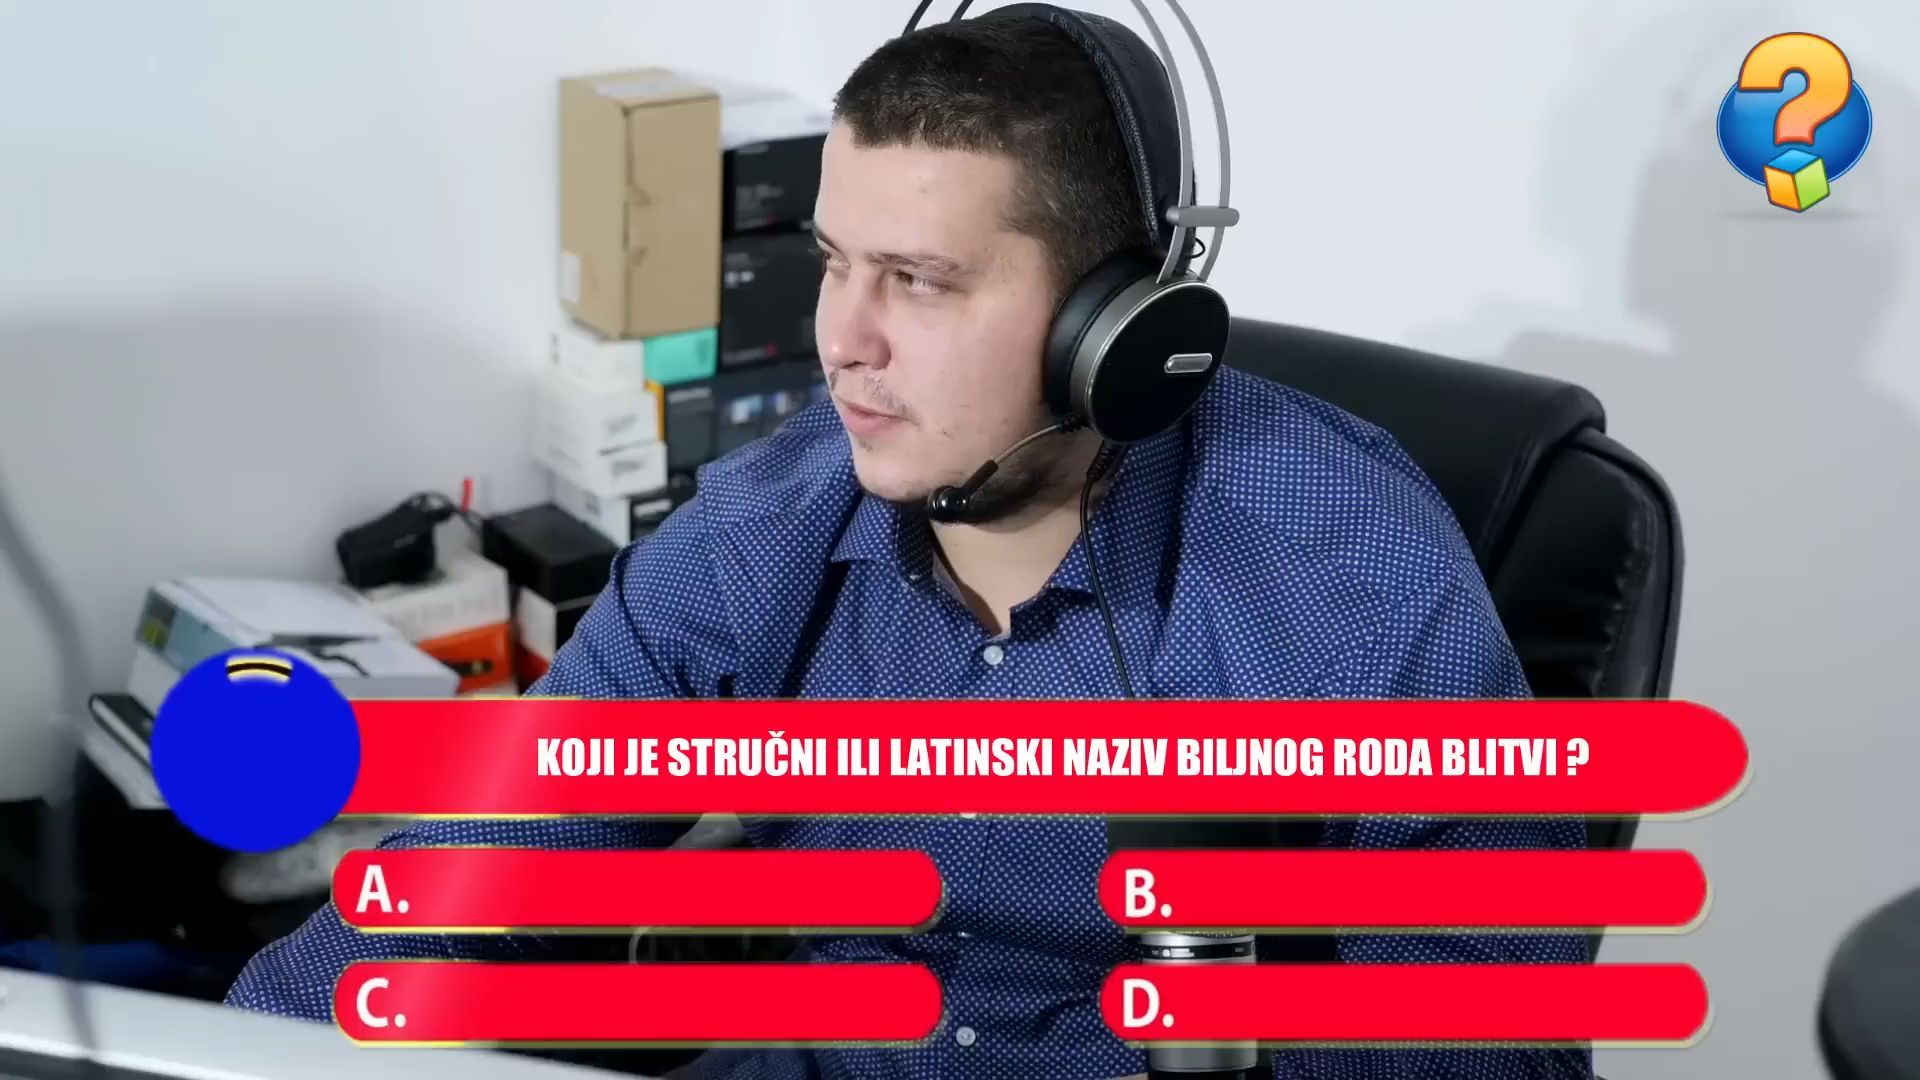 KOJI JE STRUČNI ILI LATINSKI NAZIV BILJNOG RODA BLITVI ?
A.
B.
C.
D.